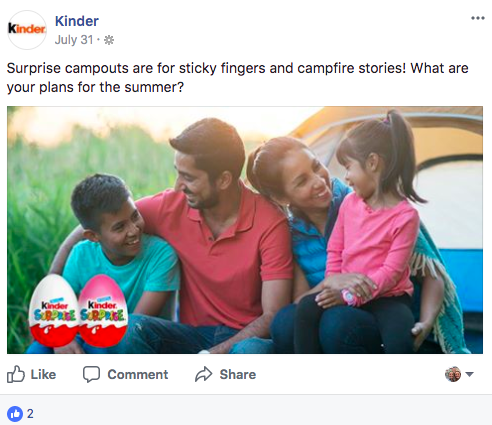 Kinder
Kinder
July 31 ·
Surprise campouts are for sticky fingers and campfire stories! What are
your plans for the summer?
Kinder
SURPRISE
Kinder
SURPRISE
Like
Comment
Share
2